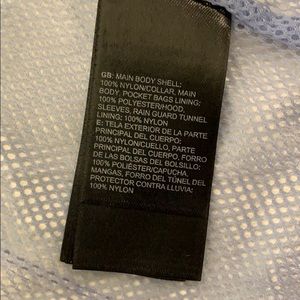 GB: MAIN BODY SHELL:
100% NYLON/COLLAR, MAIN
BODY, POCKET BAGS LINING:
100% POLYESTER/HOOD,
SLEEVES, RAIN GUARD TUNNEL
LINING: 100% NYLON
E: TELA EXTERIOR DE LA PARTE
PRINCIPAL DEL CUERPO:
100% NYLON/CUELLO, PARTE
PRINCIPAL DEL CUERPO, FORRO
DE LAS BOLSAS DEL BOLSILLO:
100% POLIÉSTER/CAPUCHA,
MANGAS, FORRO DEL TÚNEL DEL
PROTECTOR CONTRA LLUVIA:
100% NYLON